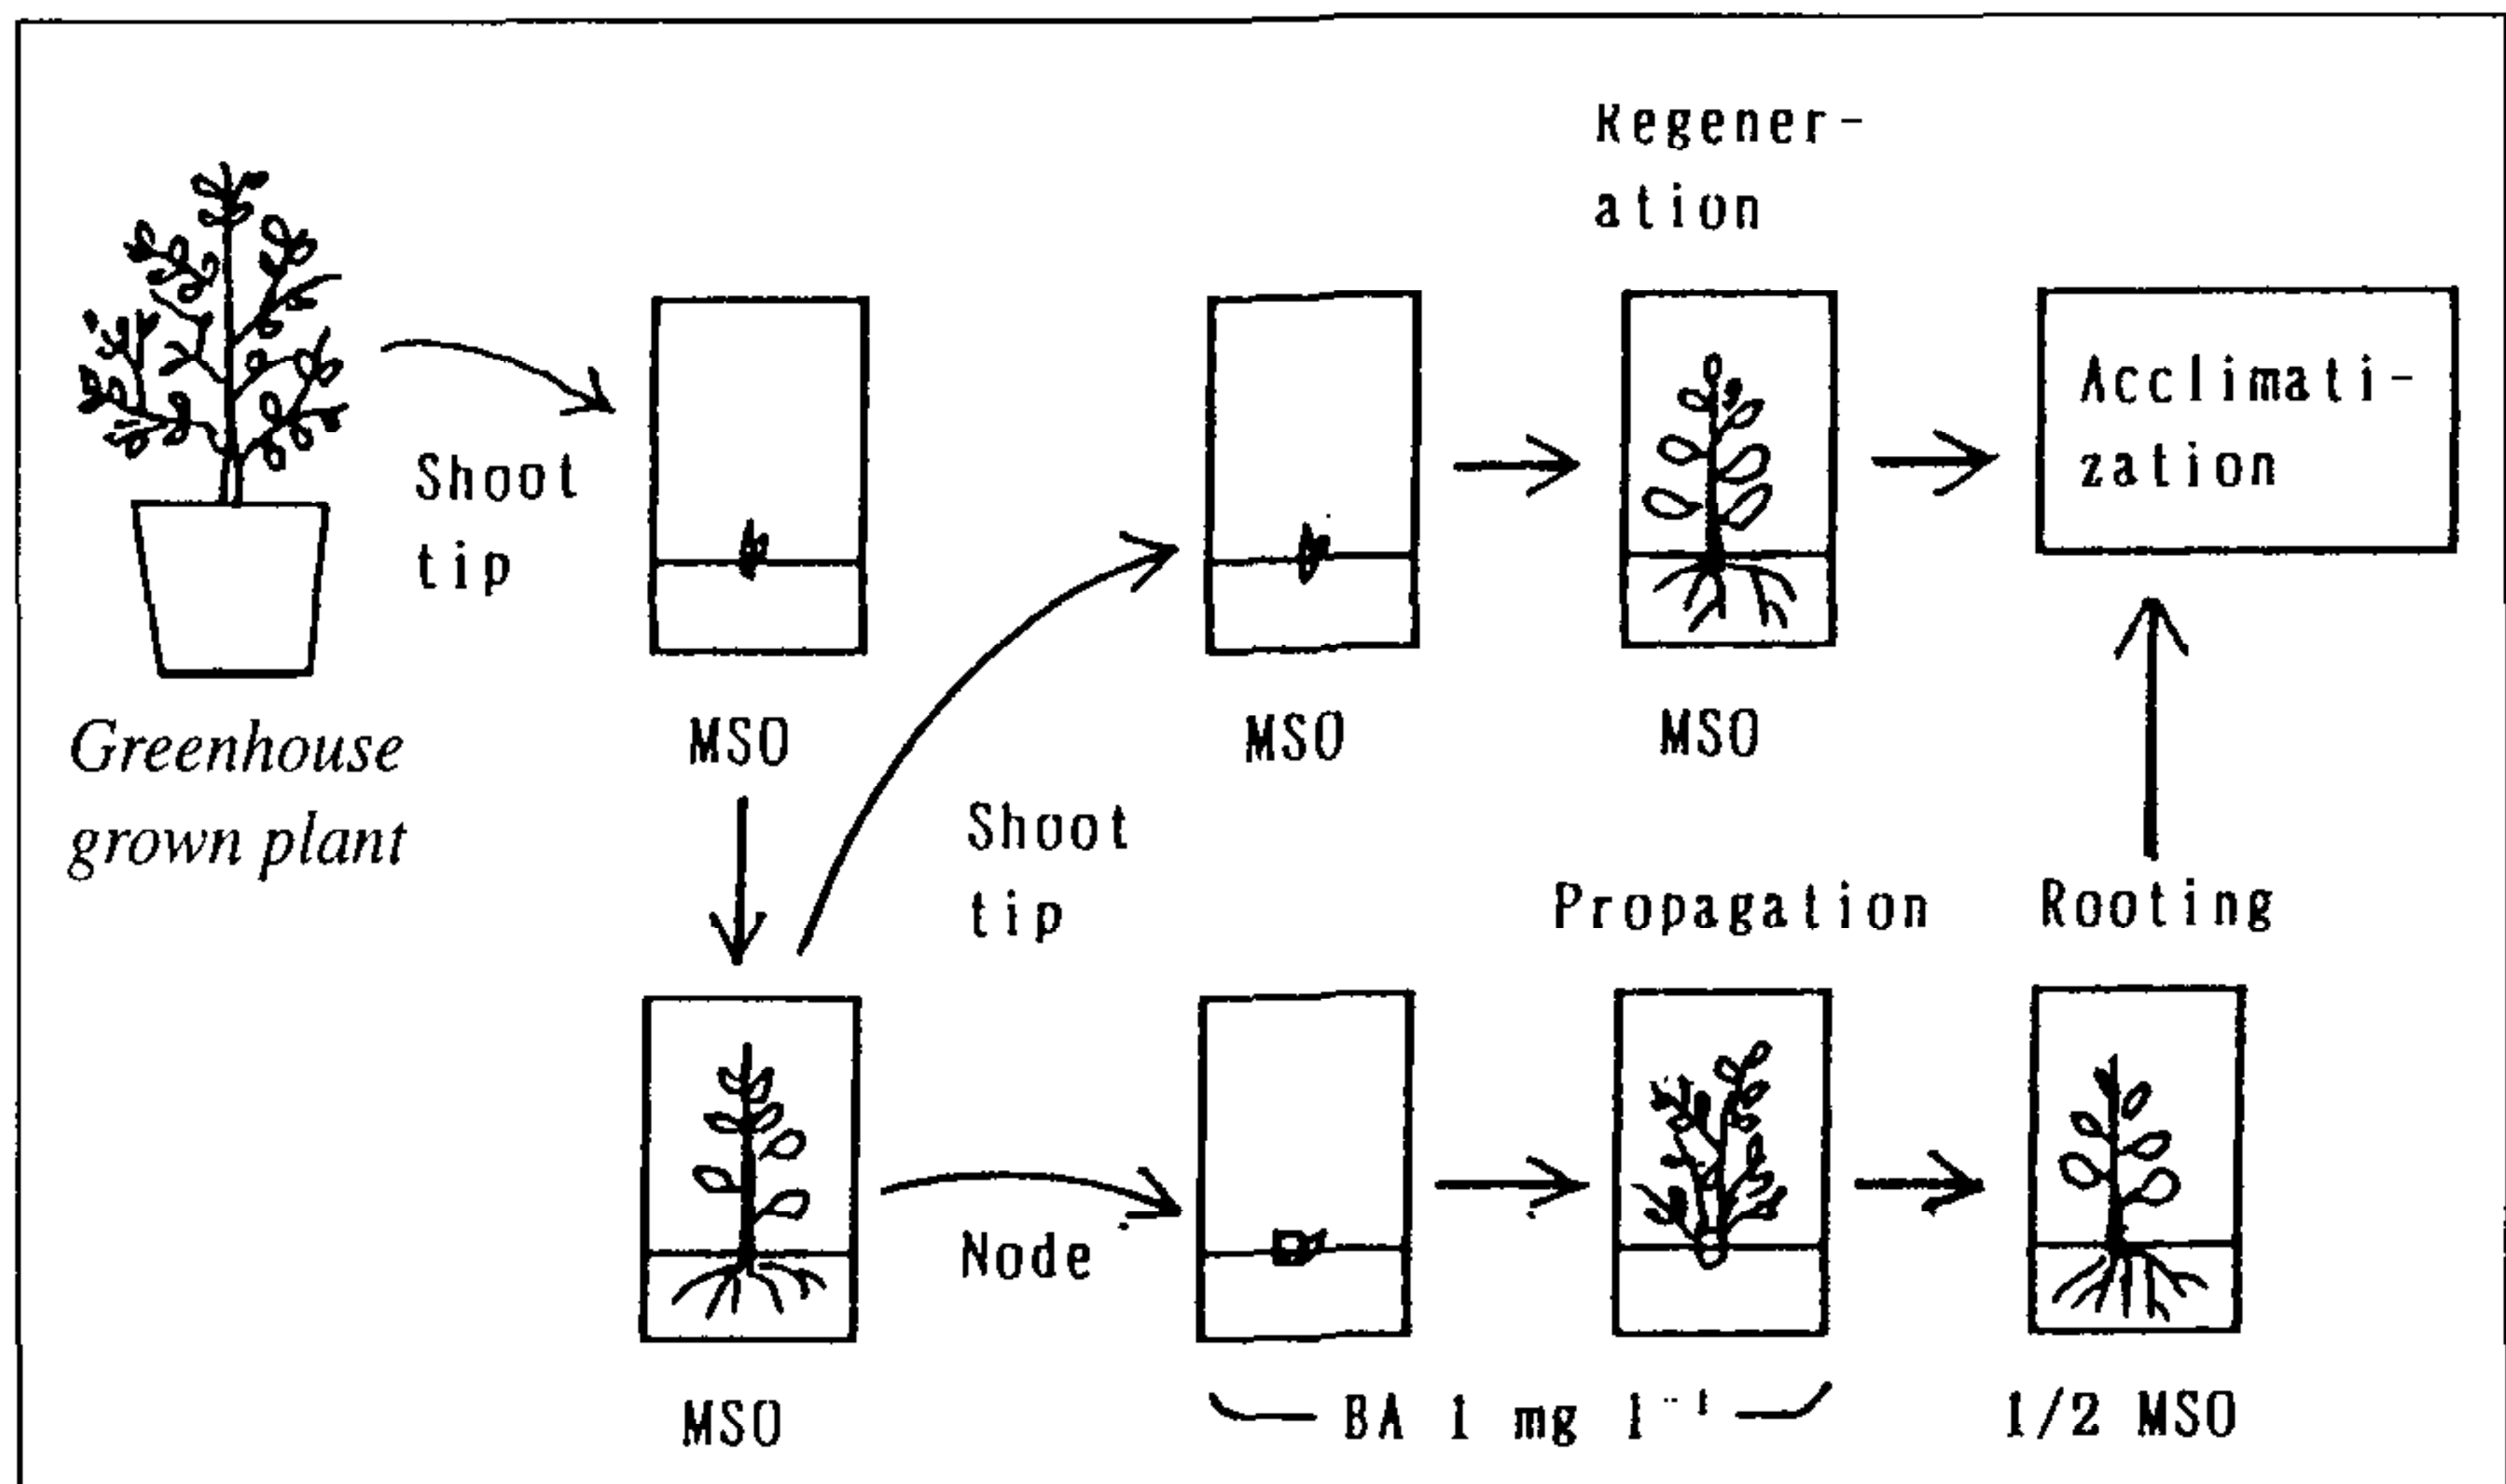 Regener-
ation
Acclimati-
zation
Shoot
tip
Greenhouse
grown plant
MSO
MSO
MSO
Shoot
tip
Propagation
Rooting
Node
MSO
BA 1 mg l⁻¹
1/2 MSO